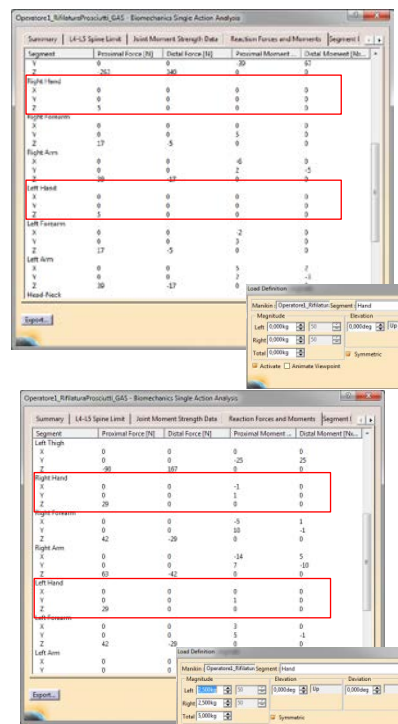 Operatore1_RifilaturaProsciutti_GAS - Biomechanics Single Action Analysis
Summary L4-L5 Spine Limit Joint Moment Strength Data Reaction Forces and Moments Segment
Segment Proximal Force [N] Distal Force [N] Proximal Moment ... Distal Moment [Nx...
Y 0 0 -39 67
Z 340 0 0
Right Hand
X 0 0 0 0
Y 0 0 0 0
Z 5 0 0 0
Right Forearm
X 0 0 0 0
Y 0 0 5 0
Z 17 -5 0 0
Right Arm
X 0 0 -6 0
Y 0 0 2 -5
Z 39 -17 0 0
Left Hand
X 0 0 0 0
Y 0 0 0 0
Z 5 0 0 0
Left Forearm
X 0 0 -2 0
Y 0 0 3 0
Z 17 -5 0 0
Left Arm
X 0 0 5 2
Y 0 0 2 -3
Z 39 -17 0
Head-Neck
Export...
Load Definition
Manikin Operatore1_Rifilatur Segment Hand
Magnitude Elevation
Left 0,000kg 50 0,000deg Up
Right 0,000kg 50
Total 0,000kg Symmetric
Activate Animate Viewpoint
Operatore1_RifilaturaProsciutti_GAS - Biomechanics Single Action Analysis
Summary L4-L5 Spine Limit Joint Moment Strength Data Reaction Forces and Moments Segment
Segment Proximal Force [N] Distal Force [N] Proximal Moment ... Distal Moment [Nx...
Left Thigh
X 0 0 0 0
Y 0 0 -25 25
Z -90 167 0 0
Right Hand
X 0 0 -1 0
Y 0 0 1 0
Z 29 0 0 0
Right Forearm
X 0 0 -5 1
Y 0 0 10 -1
Z 42 -29 0 0
Right Arm
X 0 0 -14 5
Y 0 0 7 -10
Z 63 -42 0 0
Left Hand
X 0 0 0 0
Y 0 0 1 0
Z 29 0 0 0
Left Forearm
X 0 0 3 0
Y 0 0 5 -1
Z 42 -29 0 0
Left Arm
X 0
Y 0
Export...
Load Definition
Manikin Operatore1_Rifilatur Segment Hand
Magnitude Elevation Deviation
Left 2,500kg 50 0,000deg Up 0,000deg
Right 2,500kg 50
Total 5,000kg Symmetric